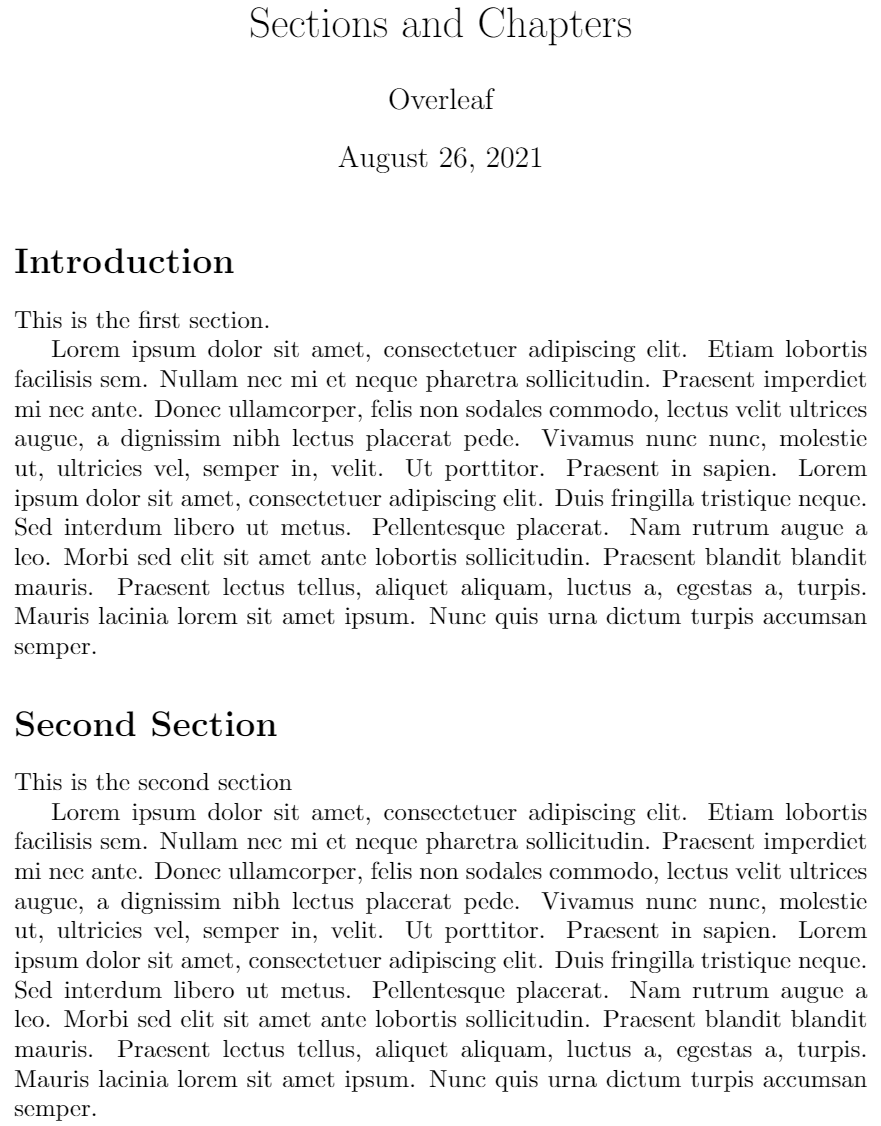 Sections and Chapters
Overleaf
August 26, 2021
Introduction
This is the first section.
Lorem ipsum dolor sit amet, consectetuer adipiscing elit. Etiam lobortis
facilisis sem. Nullam nec mi et neque pharetra sollicitudin. Praesent imperdiet
mi nec ante. Donec ullamcorper, felis non sodales commodo, lectus velit ultrices
augue, a dignissim nibh lectus placerat pede. Vivamus nunc nunc, molestie
ut, ultricies vel, semper in, velit. Ut porttitor. Praesent in sapien. Lorem
ipsum dolor sit amet, consectetuer adipiscing elit. Duis fringilla tristique neque.
Sed interdum libero ut metus. Pellentesque placerat. Nam rutrum augue a
leo. Morbi sed elit sit amet ante lobortis sollicitudin. Praesent blandit blandit
mauris. Praesent lectus tellus, aliquet aliquam, luctus a, egestas a, turpis.
Mauris lacinia lorem sit amet ipsum. Nunc quis urna dictum turpis accumsan
semper.
Second Section
This is the second section
Lorem ipsum dolor sit amet, consectetuer adipiscing elit. Etiam lobortis
facilisis sem. Nullam nec mi et neque pharetra sollicitudin. Praesent imperdiet
mi nec ante. Donec ullamcorper, felis non sodales commodo, lectus velit ultrices
augue, a dignissim nibh lectus placerat pede. Vivamus nunc nunc, molestie
ut, ultricies vel, semper in, velit. Ut porttitor. Praesent in sapien. Lorem
ipsum dolor sit amet, consectetuer adipiscing elit. Duis fringilla tristique neque.
Sed interdum libero ut metus. Pellentesque placerat. Nam rutrum augue a
leo. Morbi sed elit sit amet ante lobortis sollicitudin. Praesent blandit blandit
mauris. Praesent lectus tellus, aliquet aliquam, luctus a, egestas a, turpis.
Mauris lacinia lorem sit amet ipsum. Nunc quis urna dictum turpis accumsan
semper.